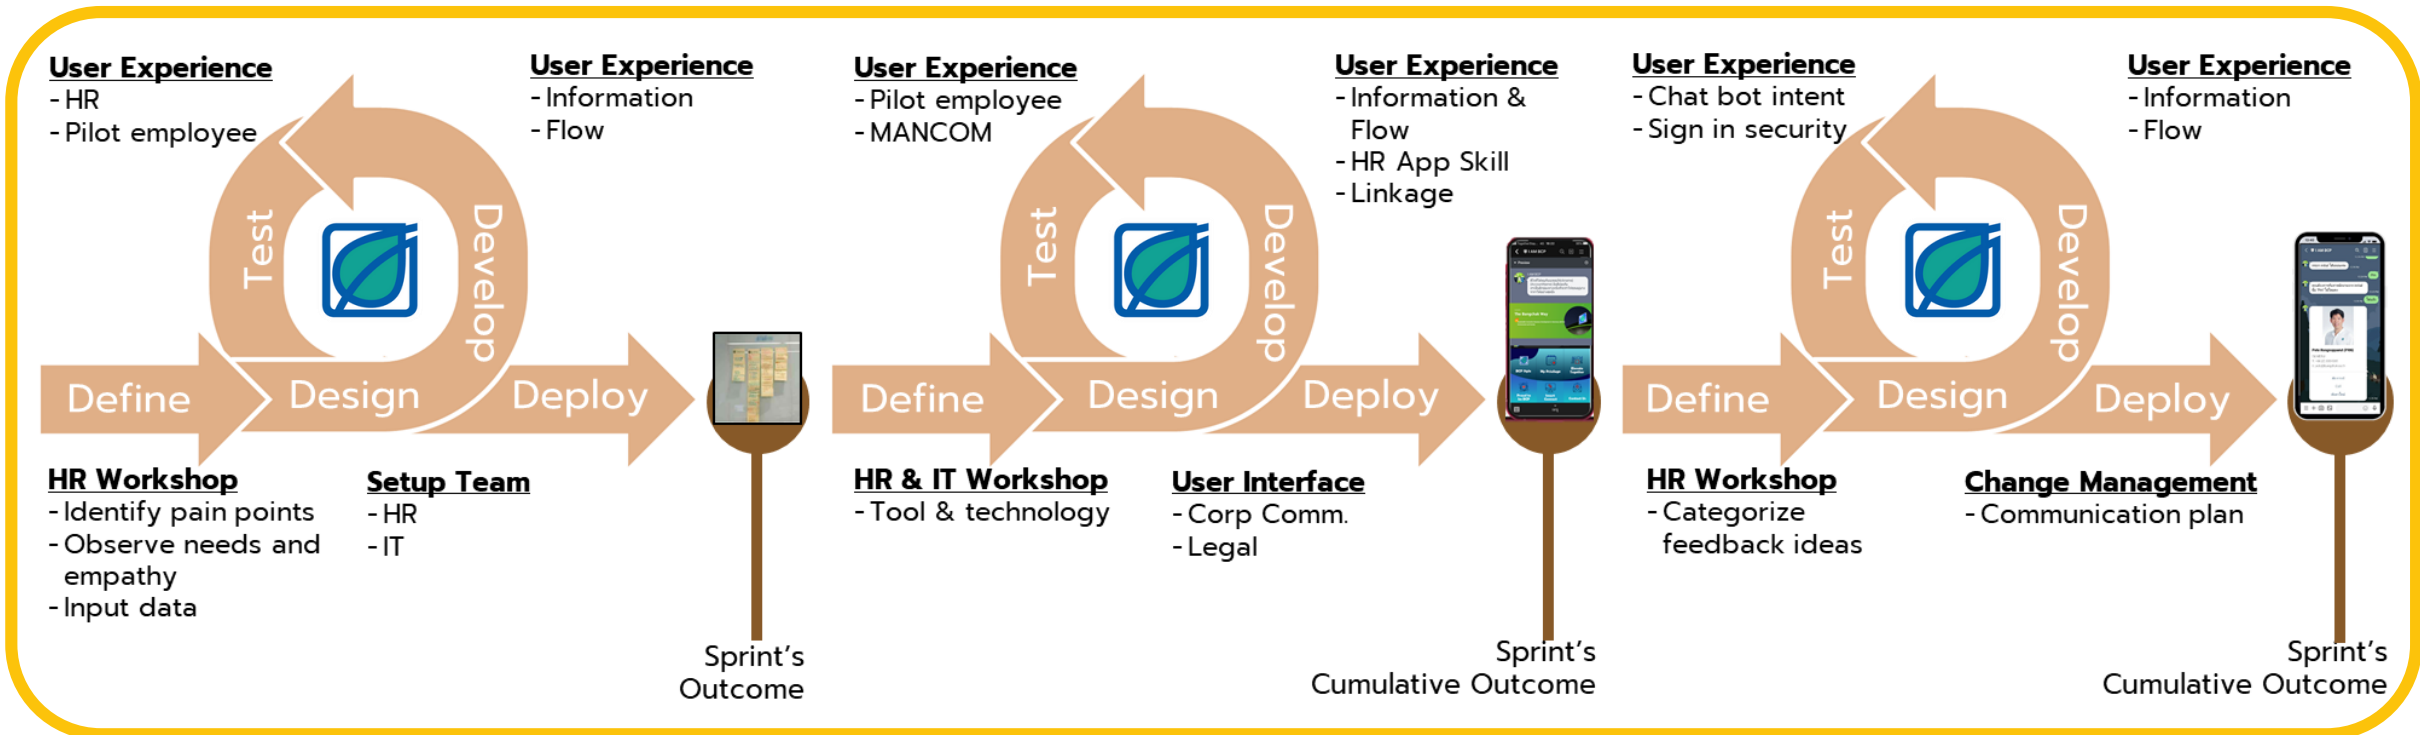 User Experience
- HR
- Pilot employee
User Experience
- Information
- Flow
Test
Develop
Define
Design
Deploy
HR Workshop
- Identify pain points
- Observe needs and
empathy
- Input data
Setup Team
- HR
- IT
Sprint's
Outcome
User Experience
- Pilot employee
- MANCOM
User Experience
- Information &
Flow
- HR App Skill
- Linkage
Test
Develop
Define
Design
Deploy
HR & IT Workshop
- Tool & technology
User Interface
- Corp Comm.
- Legal
Sprint's
Cumulative Outcome
User Experience
- Chat bot intent
- Sign in security
User Experience
- Information
- Flow
Test
Develop
Define
Design
Deploy
HR Workshop
- Categorize
feedback ideas
Change Management
- Communication plan
Sprint's
Cumulative Outcome